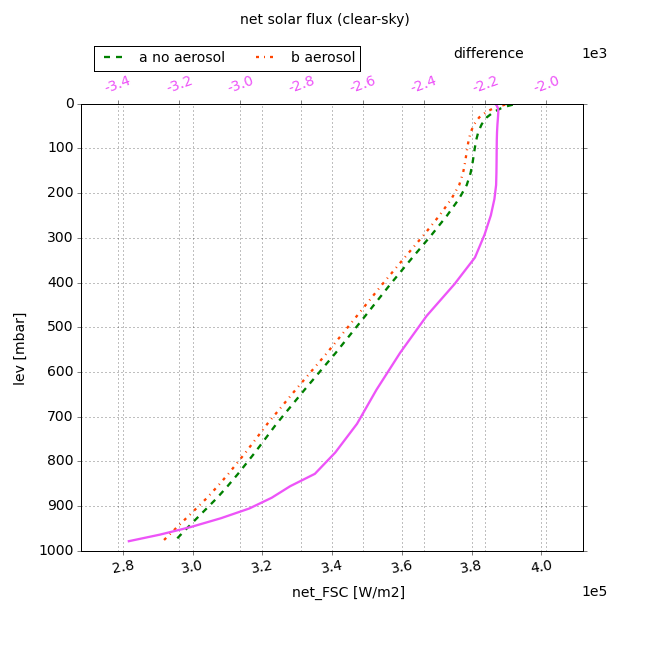 net solar flux (clear-sky)
a no aerosol b aerosol difference 1e3
-3.4 -3.2 -3.0 -2.8 -2.6 -2.4 -2.2 -2.0
0
100
200
300
400
500
600
700
800
900
1000
lev [mbar]
2.8 3.0 3.2 3.4 3.6 3.8 4.0
net_FSC [W/m2] 1e5